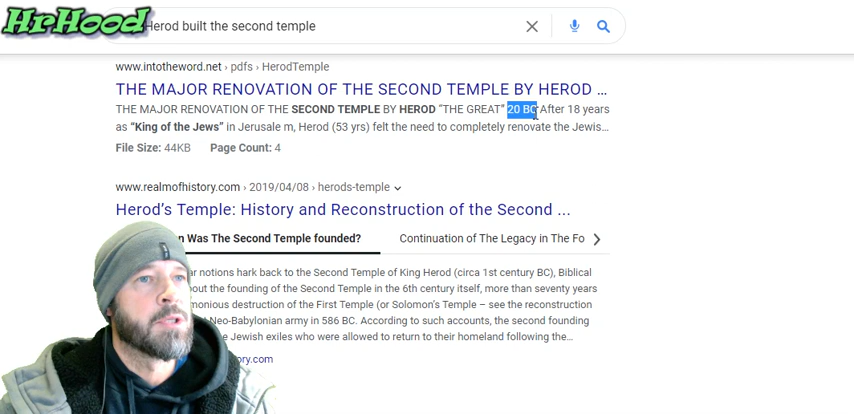 HrHood
Herod built the second temple
www.intotheword.net › pdfs › HerodTemple
THE MAJOR RENOVATION OF THE SECOND TEMPLE BY HEROD ...
THE MAJOR RENOVATION OF THE SECOND TEMPLE BY HEROD “THE GREAT” 20 BC After 18 years
as “King of the Jews” in Jerusale m, Herod (53 yrs) felt the need to completely renovate the Jewis...
File Size: 44KB Page Count: 4
www.realmofhistory.com › 2019/04/08 › herods-temple
Herod’s Temple: History and Reconstruction of the Second ...
Was The Second Temple founded? Continuation of The Legacy in The Fo
notions hark back to the Second Temple of King Herod (circa 1st century BC), Biblical
the founding of the Second Temple in the 6th century itself, more than seventy years
destruction of the First Temple (or Solomon’s Temple – see the reconstruction
Neo-Babylonian army in 586 BC. According to such accounts, the second founding
Jewish exiles who were allowed to return to their homeland following the...
.com